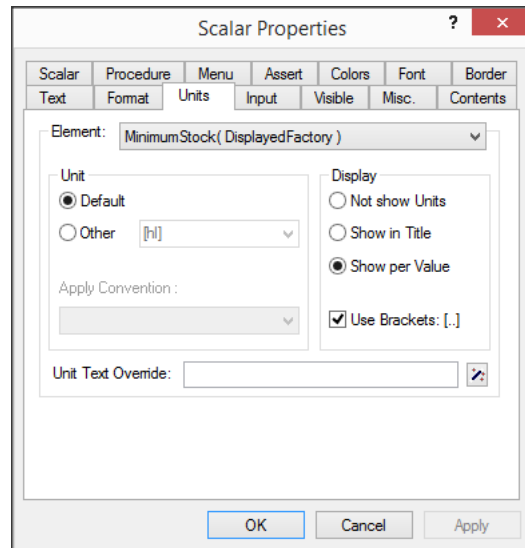 Scalar Properties ? ×
Scalar Procedure Menu Assert Colors Font Border
Text Format Units Input Visible Misc. Contents
Element: MinimumStock( DisplayedFactory )
Unit
Default
Other [hl]
Apply Convention :
Display
Not show Units
Show in Title
Show per Value
Use Brackets: [..]
Unit Text Override:
OK Cancel Apply